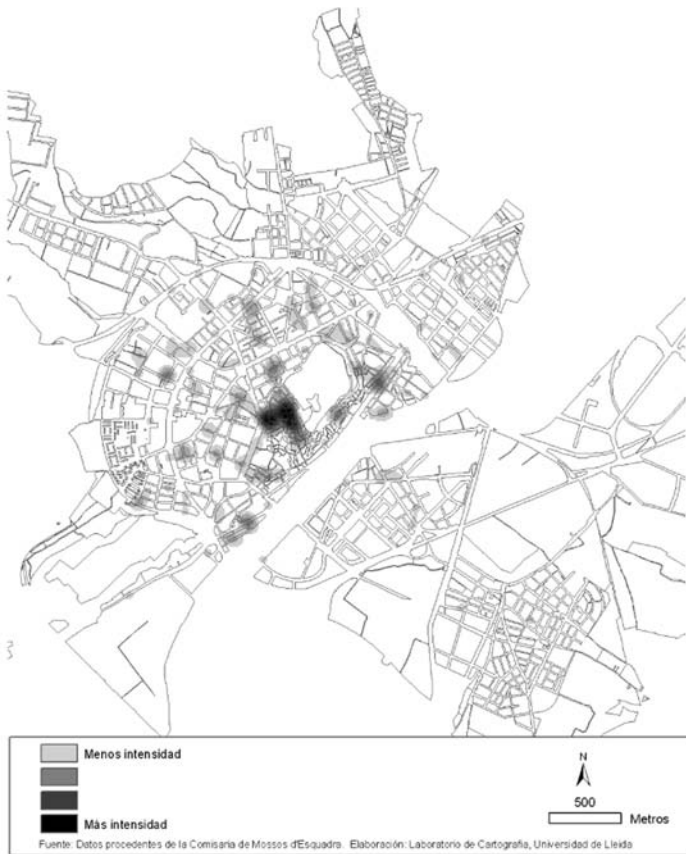 Menos intensidad
Más intensidad
N
500
Metros
Fuente: Datos procedentes de la Comisaria de Mossos d'Esquadra. Elaboración: Laboratorio de Cartografía, Universidad de Lleida